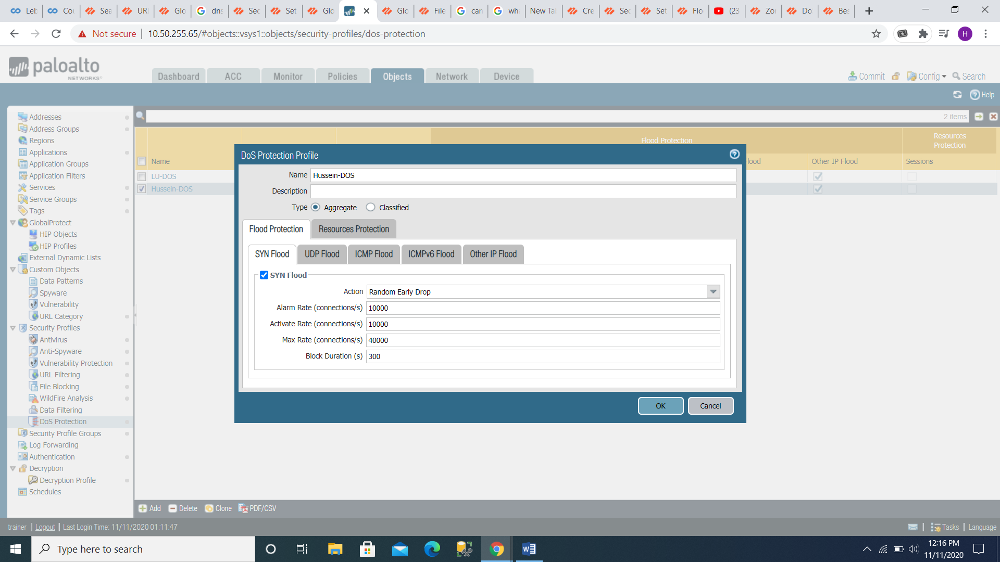 Leb
Cou
Sea
URL
Glo
dns
Sec
Set
Glo
Glo
File
can
wha
New Tab
Cre
Sec
Set
Flo
(23
Zon
Do
Bes
Not secure | 10.50.255.65/#objects::vsys1::objects/security-profiles/dos-protection
H
paloalto
NETWORKS
Dashboard ACC Monitor Policies Objects Network Device
Commit Config Search
Help
2 items
Addresses
Address Groups
Regions
Applications
Application Groups
Application Filters
Services
Service Groups
Tags
GlobalProtect
HIP Objects
HIP Profiles
External Dynamic Lists
Custom Objects
Data Patterns
Spyware
Vulnerability
URL Category
Security Profiles
Antivirus
Anti-Spyware
Vulnerability Protection
URL Filtering
File Blocking
WildFire Analysis
Data Filtering
DoS Protection
Security Profile Groups
Log Forwarding
Authentication
Decryption
Decryption Profile
Schedules
Flood Protection
Resources
Protection
Name
Flood
Other IP Flood
Sessions
LU-DOS
Hussein-DOS
DoS Protection Profile
Name Hussein-DOS
Description
Type Aggregate Classified
Flood Protection Resources Protection
SYN Flood UDP Flood ICMP Flood ICMPv6 Flood Other IP Flood
SYN Flood
Action Random Early Drop
Alarm Rate (connections/s) 10000
Activate Rate (connections/s) 10000
Max Rate (connections/s) 40000
Block Duration (s) 300
OK Cancel
Add Delete Clone PDF/CSV
trainer | Logout | Last Login Time: 11/11/2020 01:11:47
Tasks | Language
Type here to search
12:16 PM
11/11/2020